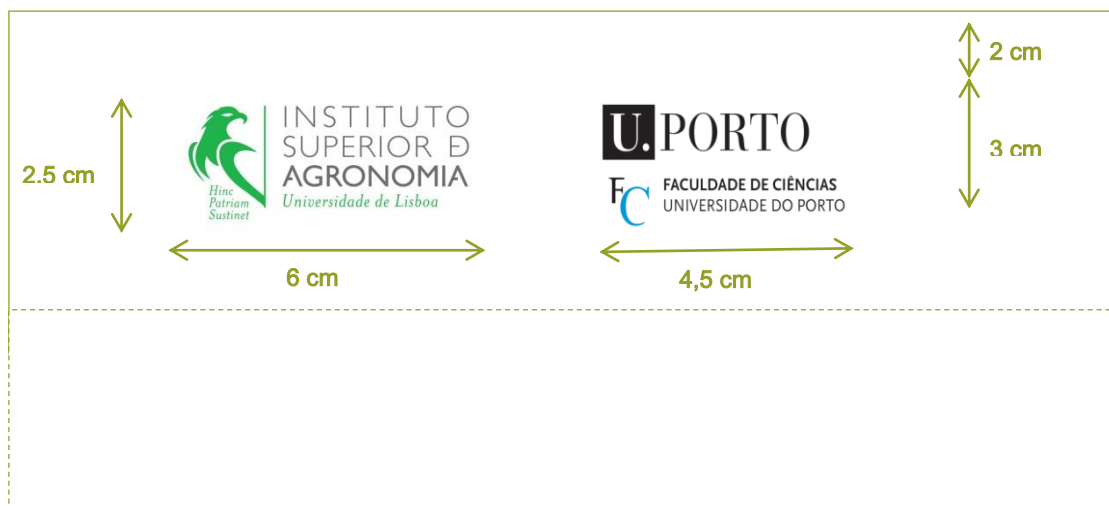 2 cm
INSTITUTO
SUPERIOR Ð
AGRONOMIA
Universidade de Lisboa
Hinc
Patriam
Sustinet
U.PORTO
FC
FACULDADE DE CIÊNCIAS
UNIVERSIDADE DO PORTO
2.5 cm
3 cm
6 cm
4,5 cm